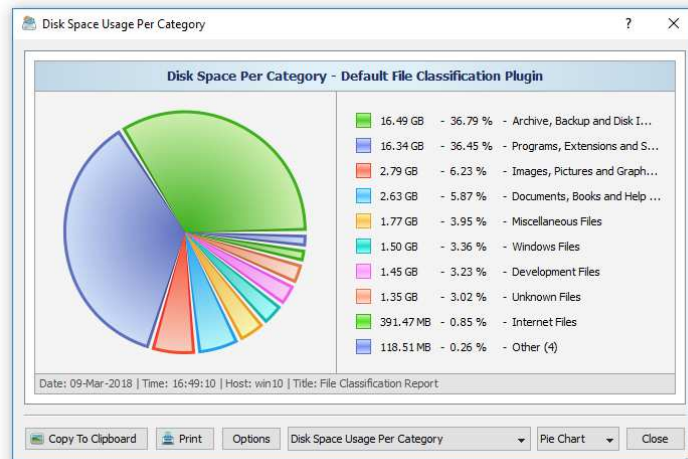 Disk Space Usage Per Category
Disk Space Per Category - Default File Classification Plugin
16.49 GB - 36.79 % - Archive, Backup and Disk I...
16.34 GB - 36.45 % - Programs, Extensions and S...
2.79 GB - 6.23 % - Images, Pictures and Graph...
2.63 GB - 5.87 % - Documents, Books and Help ...
1.77 GB - 3.95 % - Miscellaneous Files
1.50 GB - 3.36 % - Windows Files
1.45 GB - 3.23 % - Development Files
1.35 GB - 3.02 % - Unknown Files
391.47 MB - 0.85 % - Internet Files
118.51 MB - 0.26 % - Other (4)
Date: 09-Mar-2018 | Time: 16:49:10 | Host: win10 | Title: File Classification Report
Copy To Clipboard Print Options Disk Space Usage Per Category Pie Chart Close